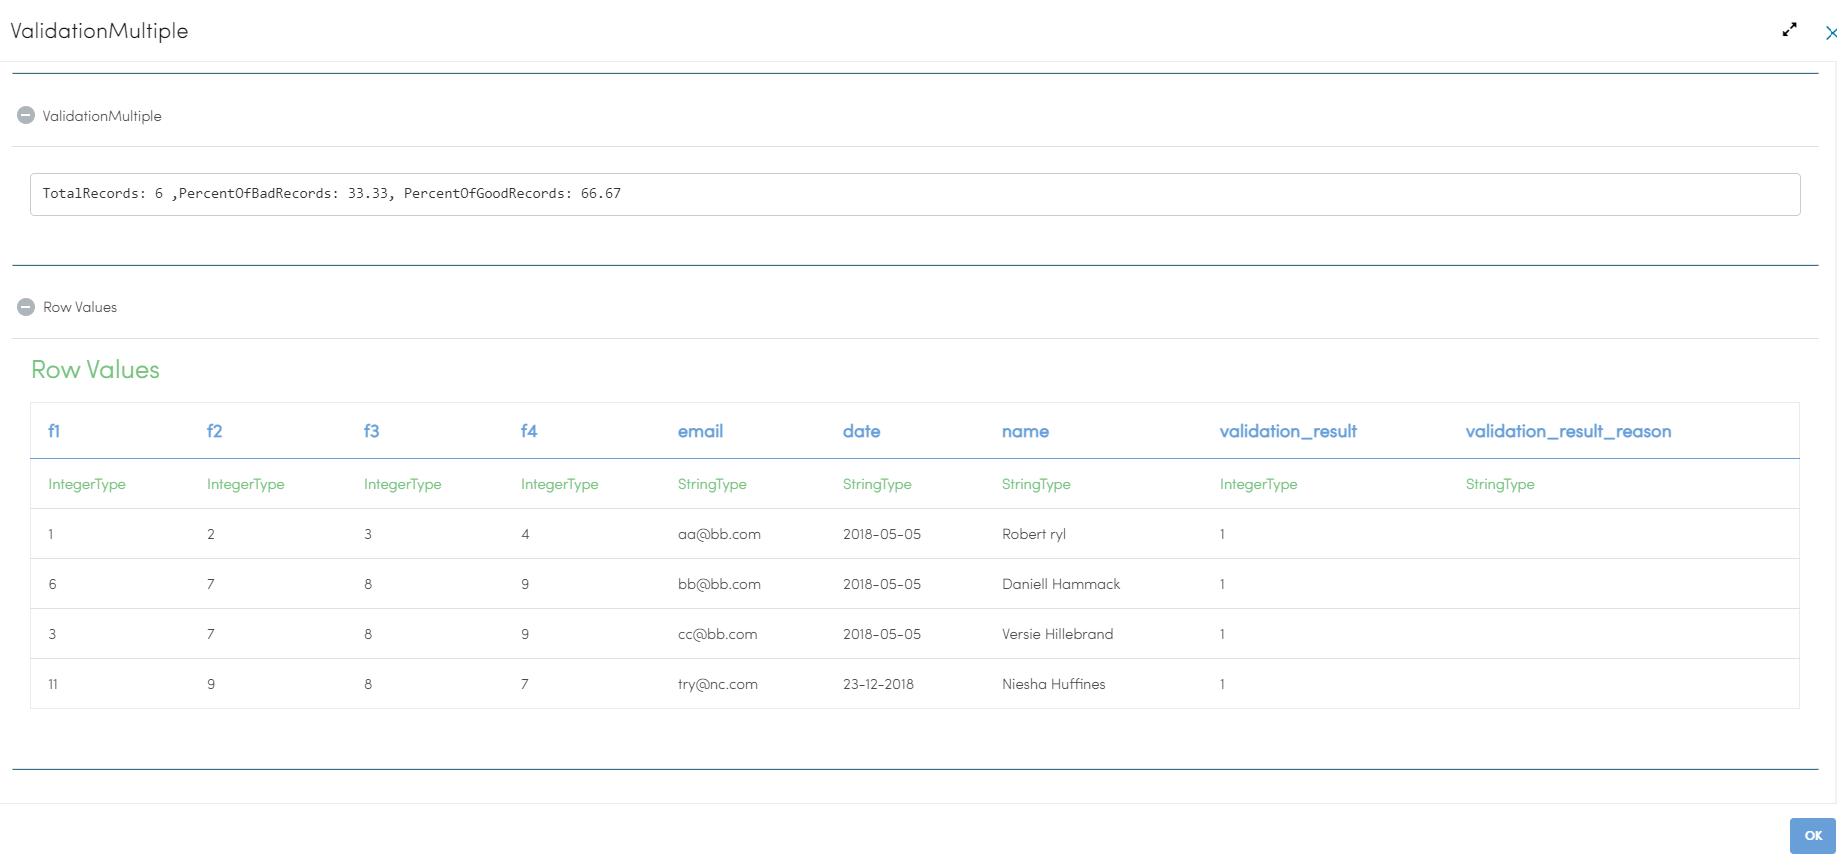 ValidationMultiple
ValidationMultiple
TotalRecords: 6 ,PercentOfBadRecords: 33.33, PercentOfGoodRecords: 66.67
Row Values
Row Values
f1 f2 f3 f4 email date name validation_result validation_result_reason
IntegerType IntegerType IntegerType IntegerType StringType StringType StringType IntegerType StringType
1 2 3 4 aa@bb.com 2018-05-05 Robert ryl 1
6 7 8 9 bb@bb.com 2018-05-05 Daniell Hammack 1
3 7 8 9 cc@bb.com 2018-05-05 Versie Hillebrand 1
11 9 8 7 try@nc.com 23-12-2018 Niesha Huffines 1
OK